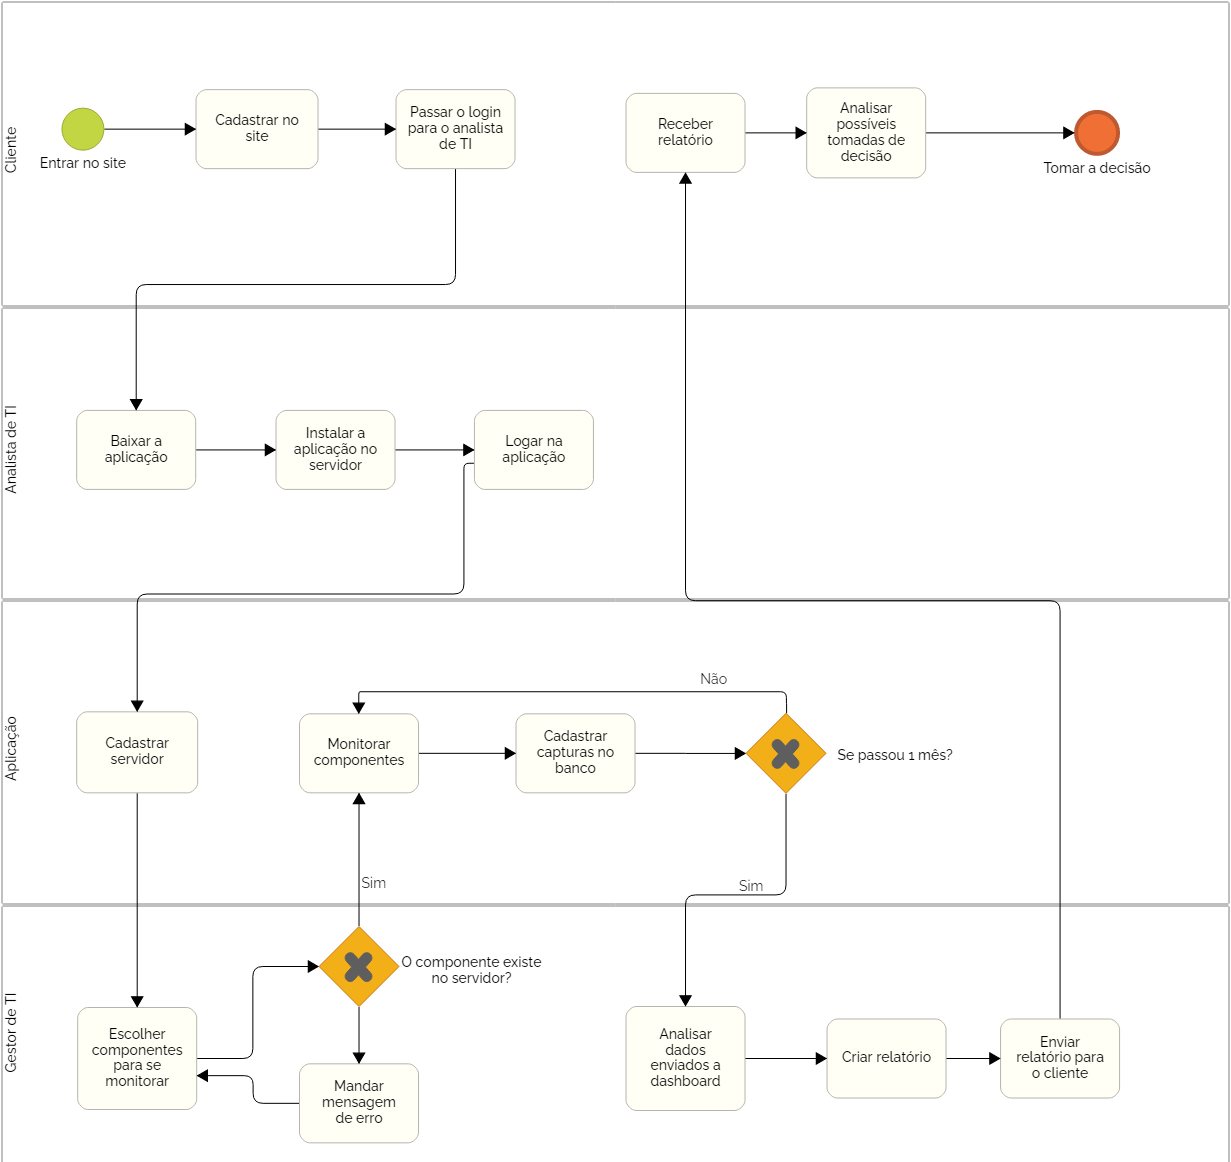 Cliente
Entrar no site
Cadastrar no
site
Passar o login
para o analista
de TI
Receber
relatório
Analisar
possíveis
tomadas de
decisão
Tomar a decisão
Analista de TI
Baixar a
aplicação
Instalar a
aplicação no
servidor
Logar na
aplicação
Aplicação
Cadastrar
servidor
Monitorar
componentes
Cadastrar
capturas no
banco
Não
Se passou 1 mês?
Sim
Sim
Gestor de TI
Escolher
componentes
para se
monitorar
O componente existe
no servidor?
Mandar
mensagem
de erro
Analisar
dados
enviados a
dashboard
Criar relatório
Enviar
relatório para
o cliente